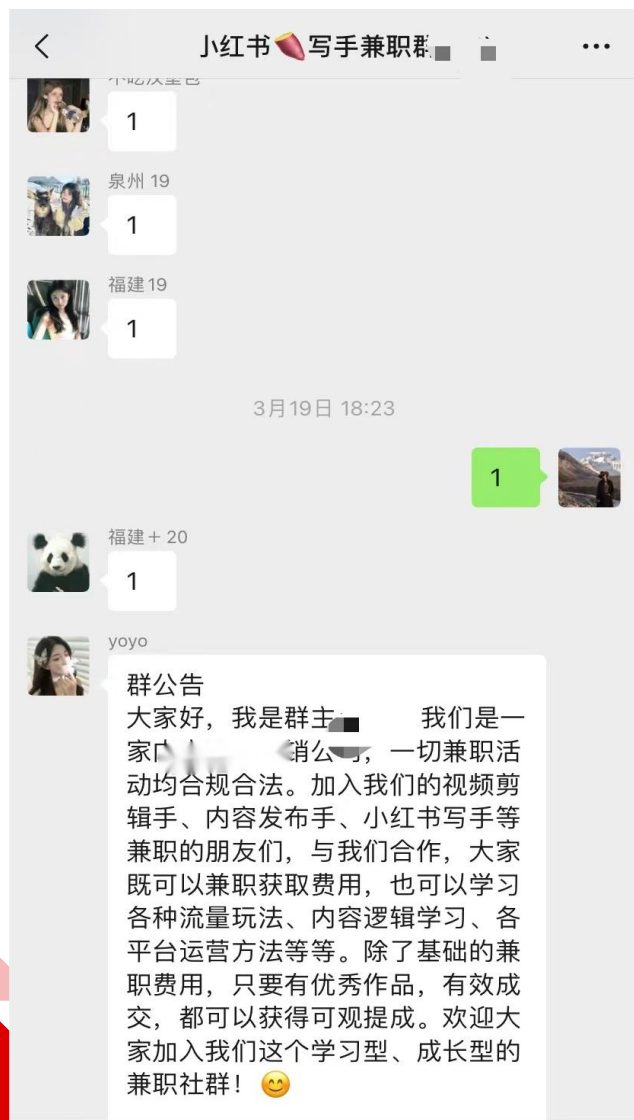 小红书🍠写手兼职群
1
泉州 19
1
福建19
1
3月19日 18:23
1
福建＋20
1
yoyo
群公告
大家好，我是群主 我们是一
家 销公司，一切兼职活
动均合规合法。加入我们的视频剪
辑手、内容发布手、小红书写手等
兼职的朋友们，与我们合作，大家
既可以兼职获取费用，也可以学习
各种流量玩法、内容逻辑学习、各
平台运营方法等等。除了基础的兼
职费用，只要有优秀作品，有效成
交，都可以获得可观提成。欢迎大
家加入我们这个学习型、成长型的
兼职社群！😊